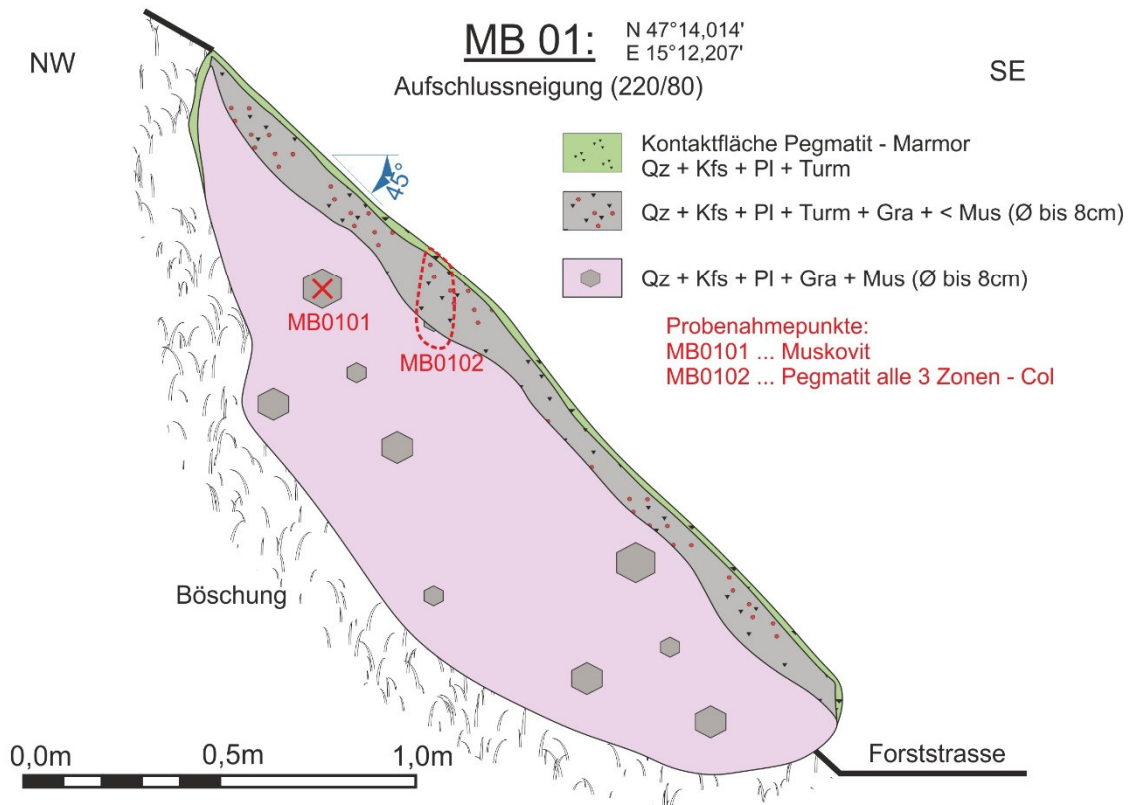 MB 01:
N 47°14,014'
E 15°12,207'
NW
SE
Aufschlussneigung (220/80)
Kontaktfläche Pegmatit - Marmor
Qz + Kfs + Pl + Turm
45°
Qz + Kfs + Pl + Turm + Gra + < Mus (Ø bis 8cm)
Qz + Kfs + Pl + Gra + Mus (Ø bis 8cm)
MB0101
Probenahmepunkte:
MB0101 ... Muskovit
MB0102 ... Pegmatit alle 3 Zonen - Col
MB0102
Böschung
0,0m
0,5m
1,0m
Forststrasse